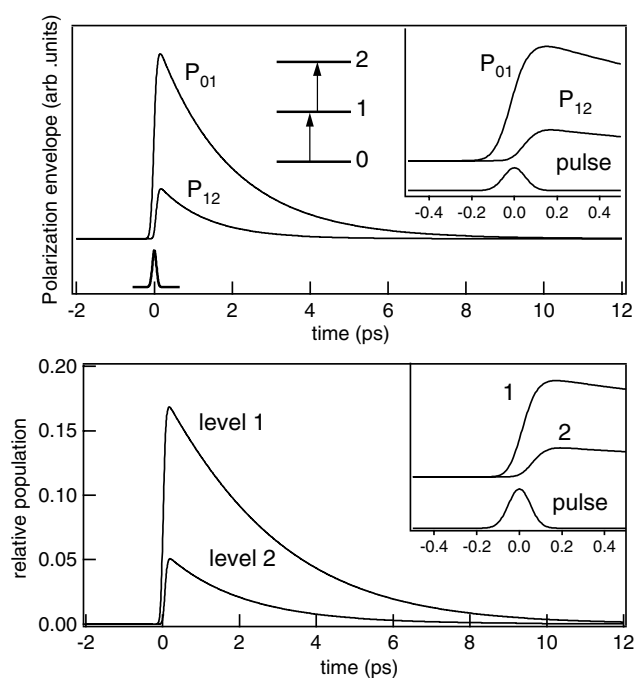 Polarization envelope (arb .units)
P01
P12
2
1
0
P01
P12
pulse
-0.4 -0.2 0.0 0.2 0.4
-2 0 2 4 6 8 10 12
time (ps)
relative population
0.20
0.15
0.10
0.05
0.00
level 1
level 2
1
2
pulse
-0.4 -0.2 0.0 0.2 0.4
-2 0 2 4 6 8 10 12
time (ps)